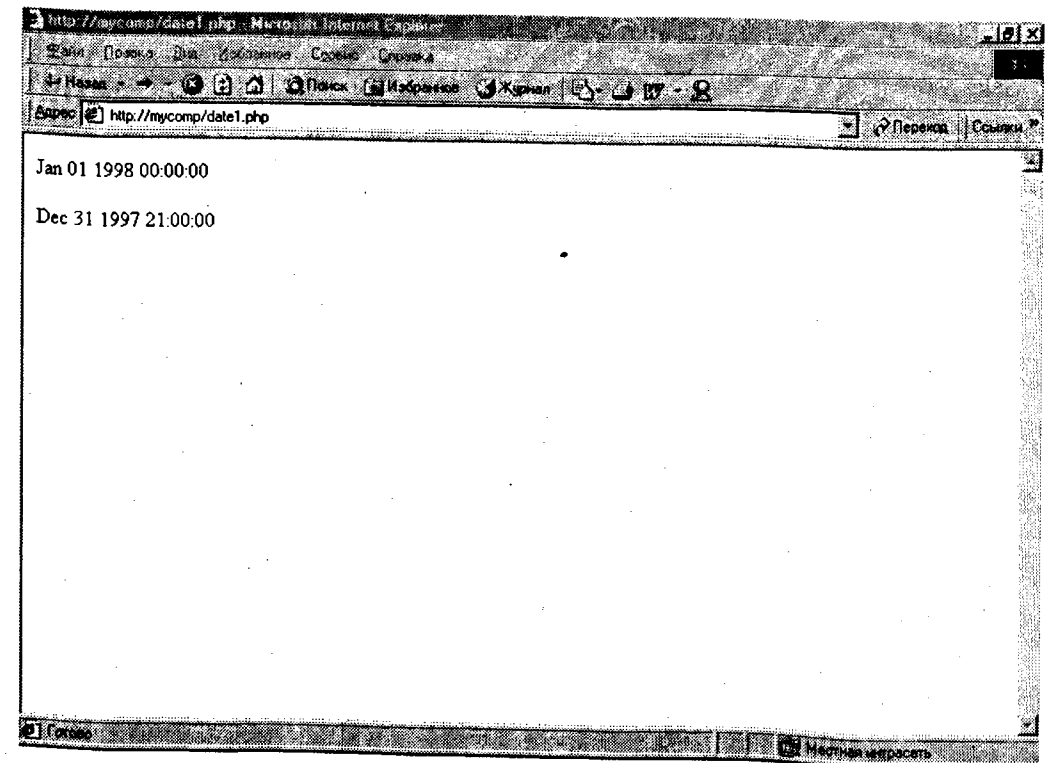 http://mycomp/date1.php - Microsoft Internet Explorer
Файл Правка Вид Избранное Сервис Справка
Назад Поиск Избранное Журнал
Адрес http://mycomp/date1.php Переход Ссылки »
Jan 01 1998 00:00:00
Dec 31 1997 21:00:00
Готово Местная интрасеть